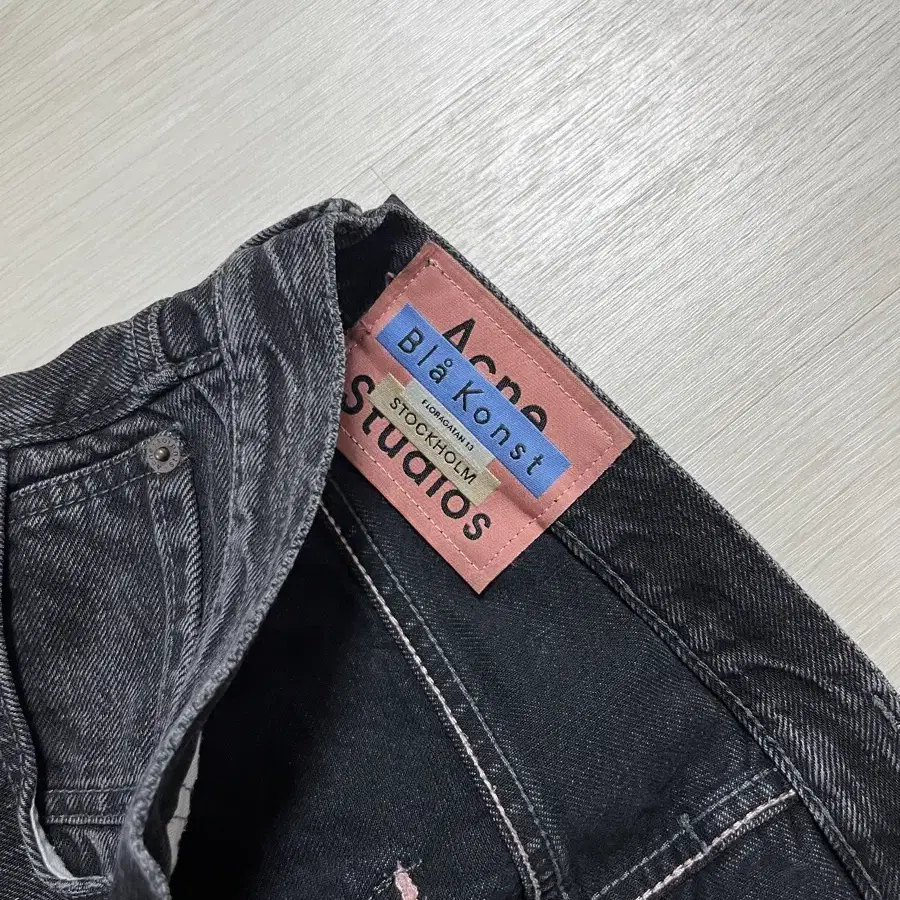 Acne
Blå Konst
FLORAGATAN 13
STOCKHOLM
Studios